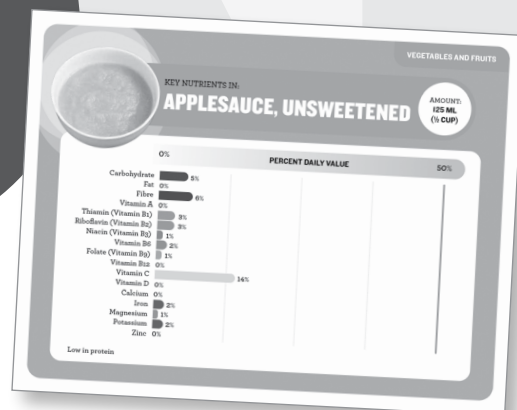 VEGETABLES AND FRUITS
KEY NUTRIENTS IN:
APPLESAUCE, UNSWEETENED
AMOUNT:
125 ML
(½ CUP)
0% PERCENT DAILY VALUE 50%
Carbohydrate 5%
Fat 0%
Fibre 6%
Vitamin A 0%
Thiamin (Vitamin B1) 3%
Riboflavin (Vitamin B2) 3%
Niacin (Vitamin B3) 1%
Vitamin B6 2%
Folate (Vitamin B9) 1%
Vitamin B12 0%
Vitamin C 14%
Vitamin D 0%
Calcium 0%
Iron 2%
Magnesium 1%
Potassium 2%
Zinc 0%
Low in protein